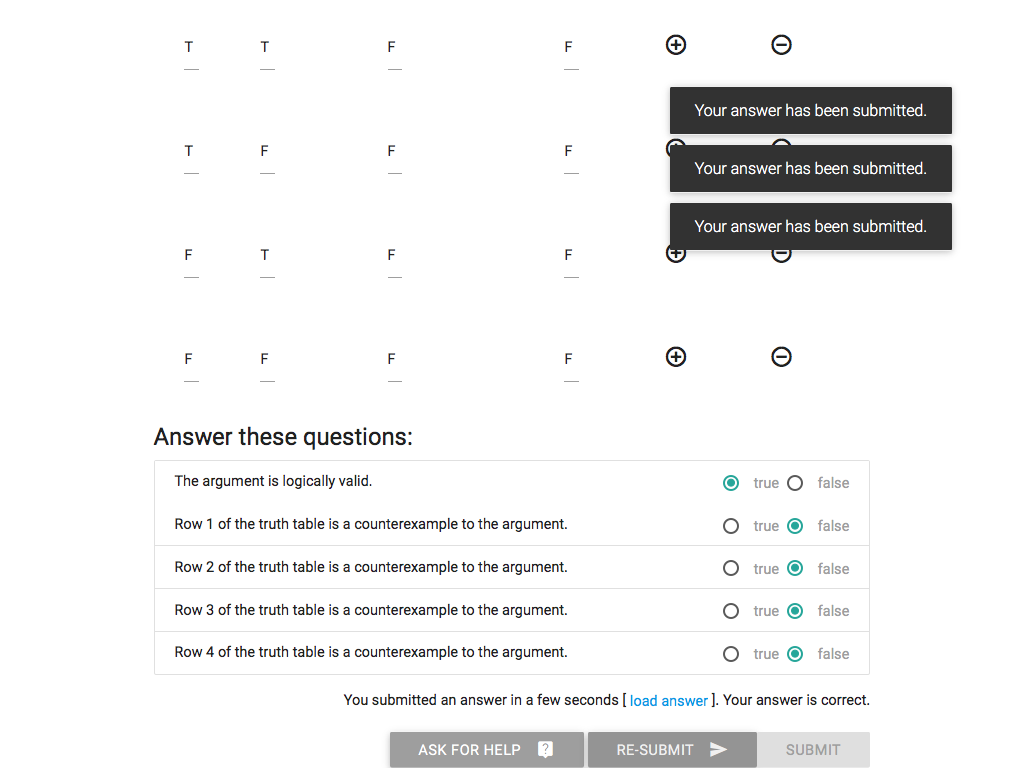 T T F F
Your answer has been submitted.
T F F F
Your answer has been submitted.
Your answer has been submitted.
F T F F
F F F F
Answer these questions:
The argument is logically valid. true false
Row 1 of the truth table is a counterexample to the argument. true false
Row 2 of the truth table is a counterexample to the argument. true false
Row 3 of the truth table is a counterexample to the argument. true false
Row 4 of the truth table is a counterexample to the argument. true false
You submitted an answer in a few seconds [ load answer ]. Your answer is correct.
ASK FOR HELP ? RE-SUBMIT SUBMIT